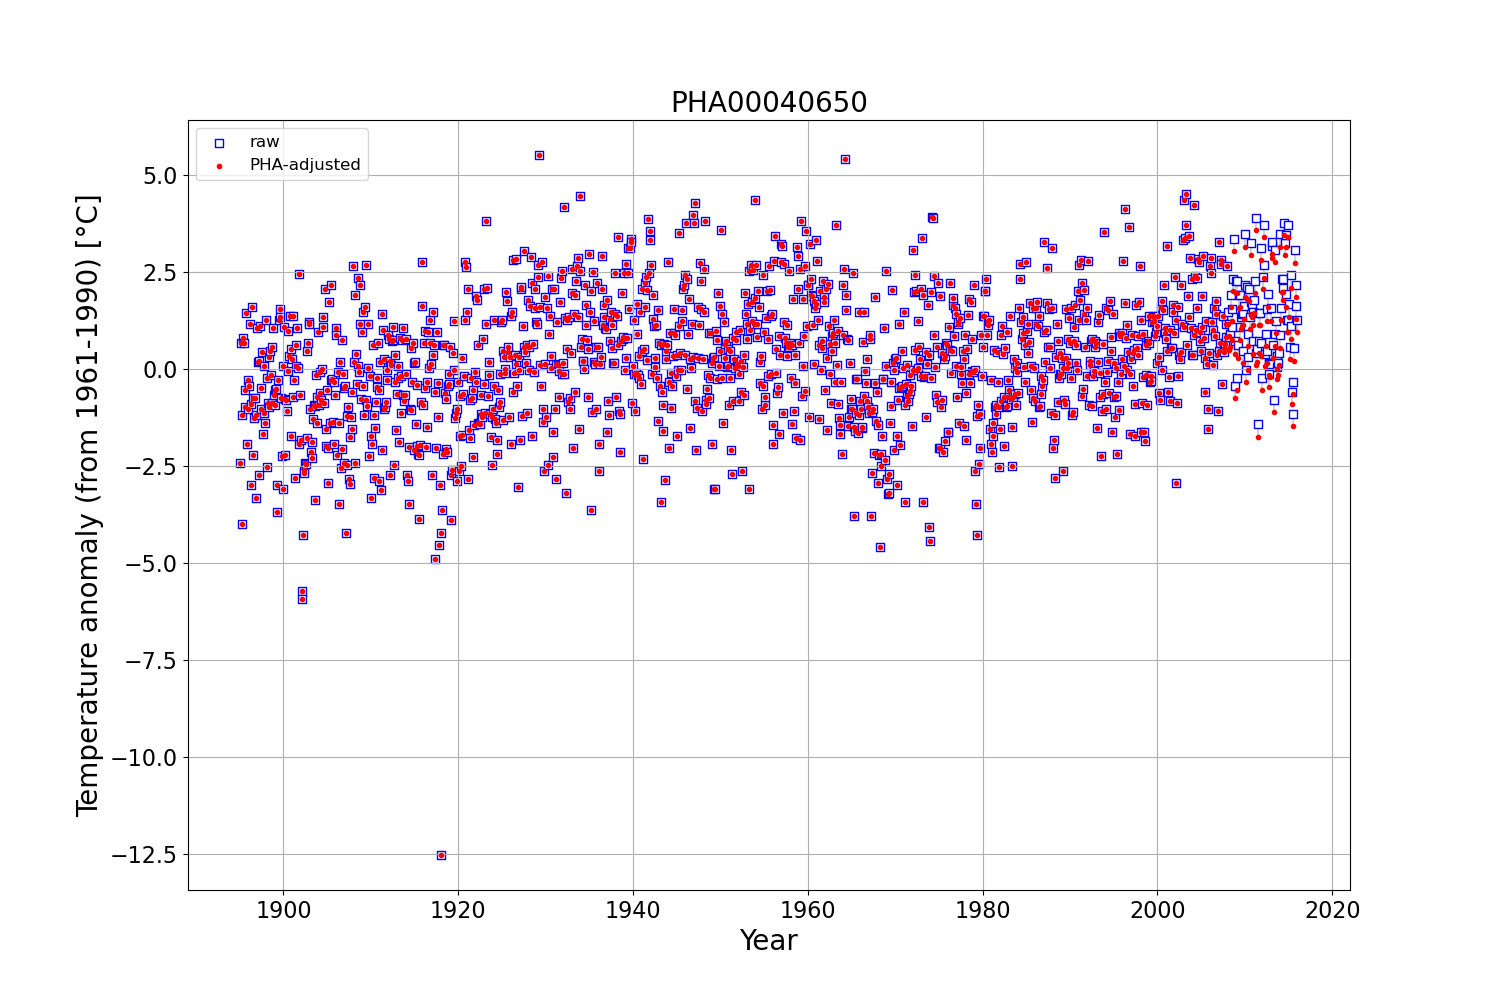 PHA00040650
raw
PHA-adjusted
5.0
2.5
0.0
−2.5
−5.0
−7.5
−10.0
−12.5
Temperature anomaly (from 1961-1990) [°C]
1900 1920 1940 1960 1980 2000 2020
Year